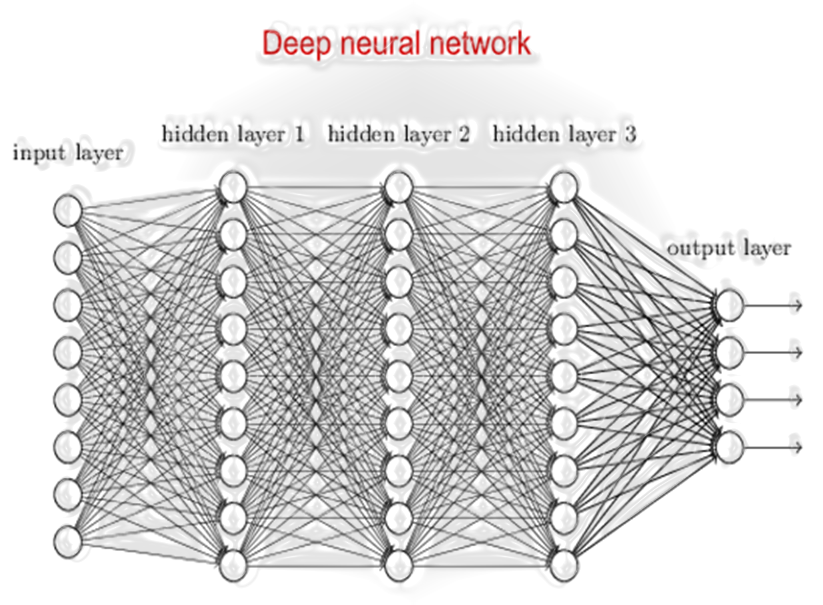 Deep neural network
hidden layer 1 hidden layer 2 hidden layer 3
input layer
output layer